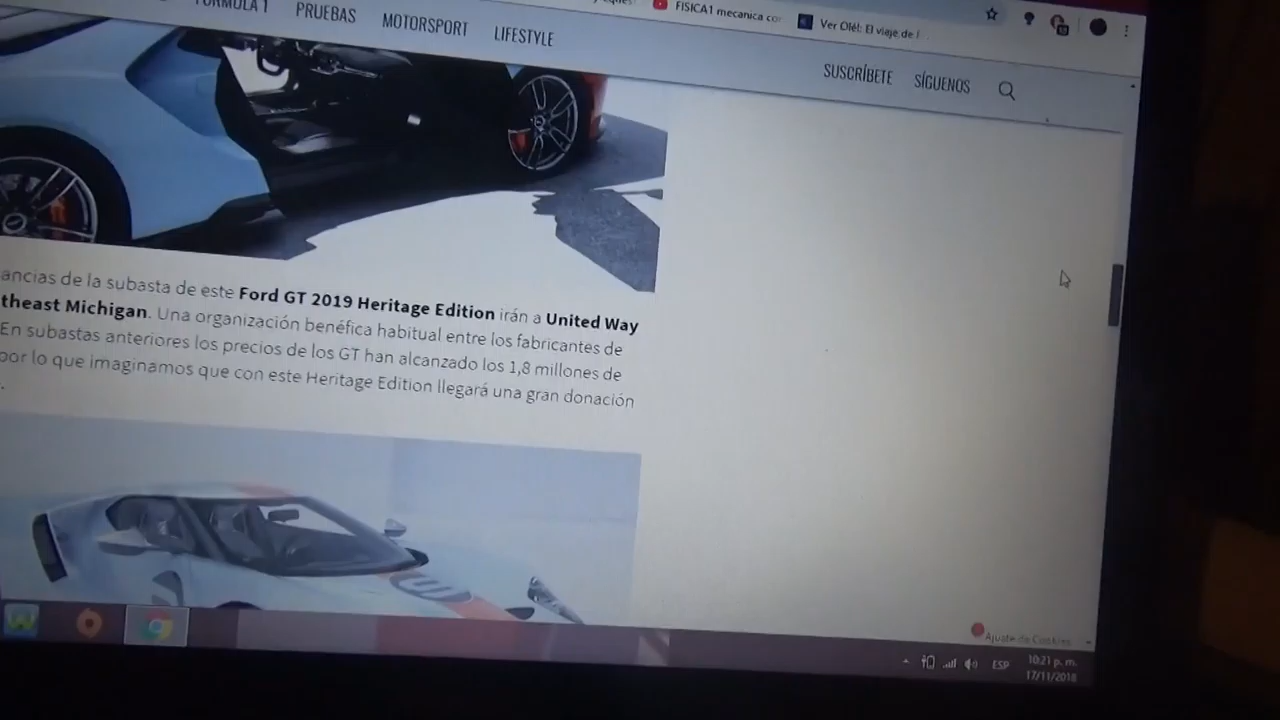 FISICA1 mecanica
Ver Olé!: El viaje de
FORMULA 1
PRUEBAS
MOTORSPORT
LIFESTYLE
SUSCRÍBETE
SÍGUENOS
ancias de la subasta de este Ford GT 2019 Heritage Edition irán a United Way
theast Michigan. Una organización benéfica habitual entre los fabricantes de
En subastas anteriores los precios de los GT han alcanzado los 1,8 millones de
por lo que imaginamos que con este Heritage Edition llegará una gran donación
.
Ajuste de Cookies
ESP
10:21 p. m.
17/11/2018